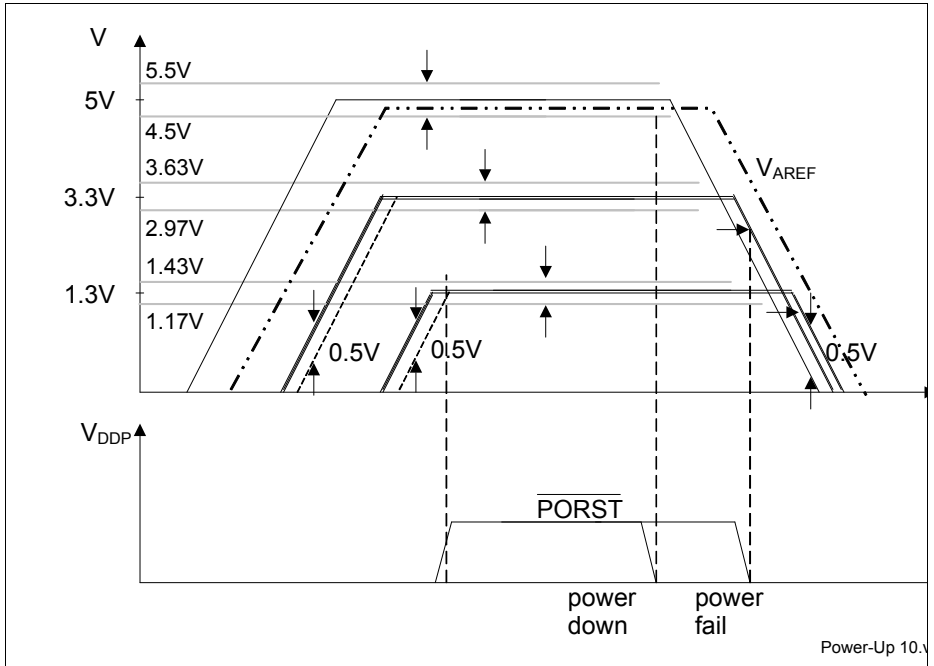 V
5.5V
5V
4.5V
3.63V
V_AREF
3.3V
2.97V
1.43V
1.3V
1.17V
0.5V
0.5V
0.5V
V_DDP
PORST
power
down
power
fail
Power-Up 10.v